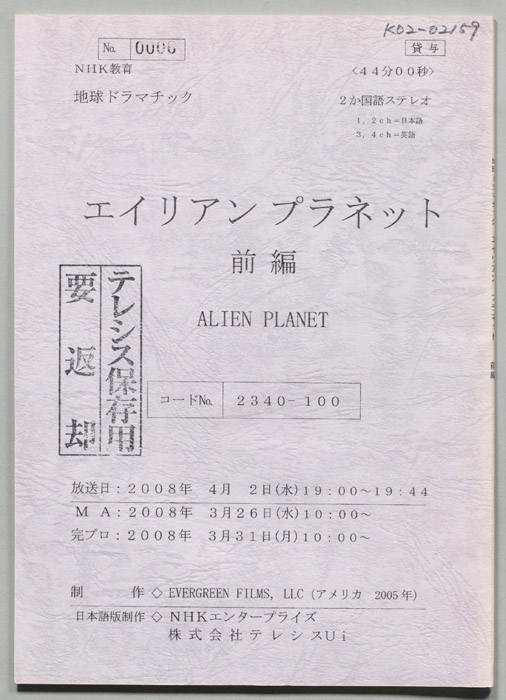 K02-02159
No. 0006
貸与
NHK教育
〈44分00秒〉
地球ドラマチック
2か国語ステレオ
1，2ch＝日本語
3，4ch＝英語
エイリアン プラネット
前 編
ALIEN PLANET
テレシス保存用
要 返 却
コードNo. 2340-100
放送日：2008年 4月 2日(水)19:00～19:44
ＭＡ：2008年 3月26日(水)10:00～
完プロ：2008年 3月31日(月)10:00～
制 作◇ EVERGREEN FILMS, LLC (アメリカ 2005年)
日本語版制作◇ NHKエンタープライズ
株式会社テレシスUi